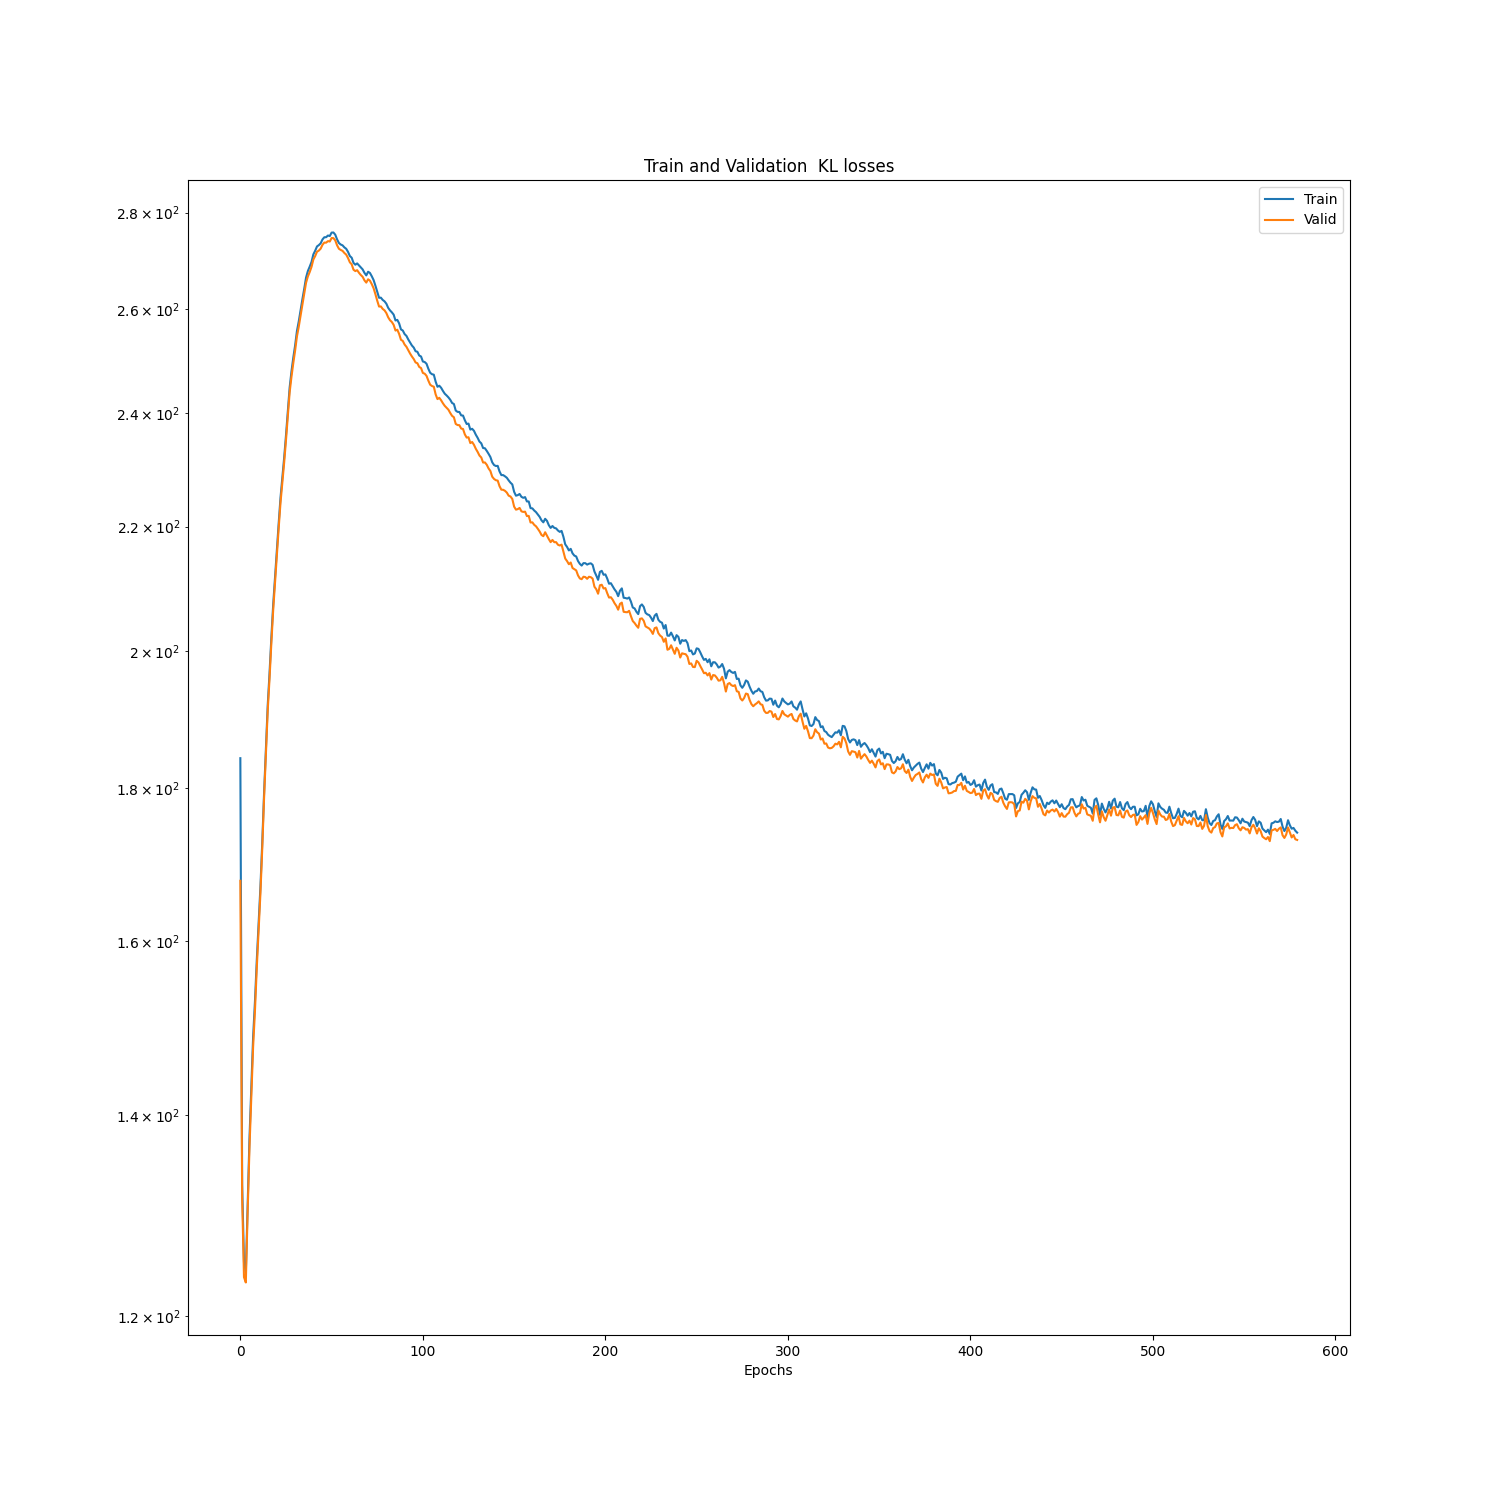 Train and Validation  KL losses
Train
Valid
2.8 × 10²
2.6 × 10²
2.4 × 10²
2.2 × 10²
2 × 10²
1.8 × 10²
1.6 × 10²
1.4 × 10²
1.2 × 10²
0 100 200 300 400 500 600
Epochs